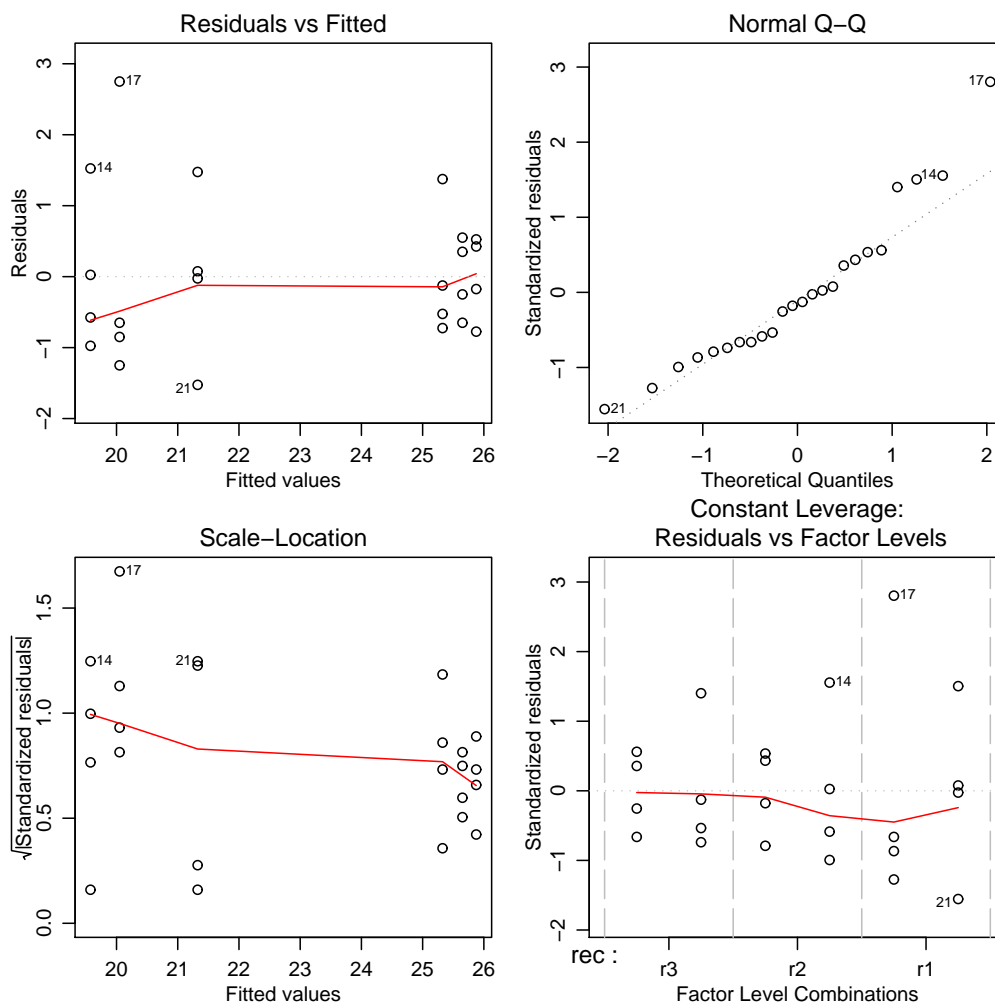 Residuals vs Fitted
3
2
1
0
−1
−2
Residuals
17
14
21
20 21 22 23 24 25 26
Fitted values
Normal Q−Q
3
2
1
0
−1
Standardized residuals
17
14
21
−2 −1 0 1 2
Theoretical Quantiles
Scale−Location
1.5
1.0
0.5
0.0
√|Standardized residuals|
17
14
21
20 21 22 23 24 25 26
Fitted values
Constant Leverage:
Residuals vs Factor Levels
3
2
1
0
−1
−2
Standardized residuals
17
14
21
rec :
r3 r2 r1
Factor Level Combinations